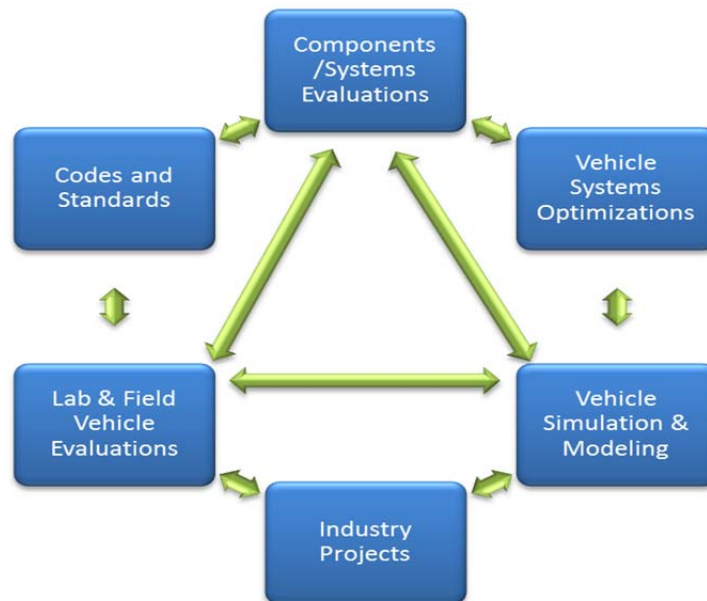 Components
/Systems
Evaluations
Codes and
Standards
Vehicle
Systems
Optimizations
Lab & Field
Vehicle
Evaluations
Vehicle
Simulation &
Modeling
Industry
Projects